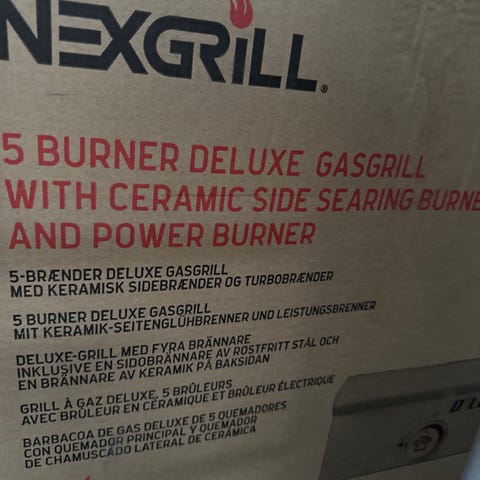 NEXGRILL®
5 BURNER DELUXE GASGRILL
WITH CERAMIC SIDE SEARING BURNE
AND POWER BURNER
5-BRÆNDER DELUXE GASGRILL
MED KERAMISK SIDEBRÆNDER OG TURBOBRÆNDER
5 BURNER DELUXE GASGRILL
MIT KERAMIK-SEITENGLÜHBRENNER UND LEISTUNGSBRENNER
DELUXE-GRILL MED FYRA BRÄNNARE
INKLUSIVE EN SIDOBRÄNNARE AV ROSTFRITT STÅL OCH
EN BRÄNNARE AV KERAMIK PÅ BAKSIDAN
GRILL À GAZ DELUXE, 5 BRÛLEURS
AVEC BRÛLEUR EN CÉRAMIQUE ET BRÛLEUR ÉLECTRIQUE
BARBACOA DE GAS DELUXE DE 5 QUEMADORES
CON QUEMADOR PRINCIPAL Y QUEMADOR
DE CHAMUSCADO LATERAL DE CERÁMICA